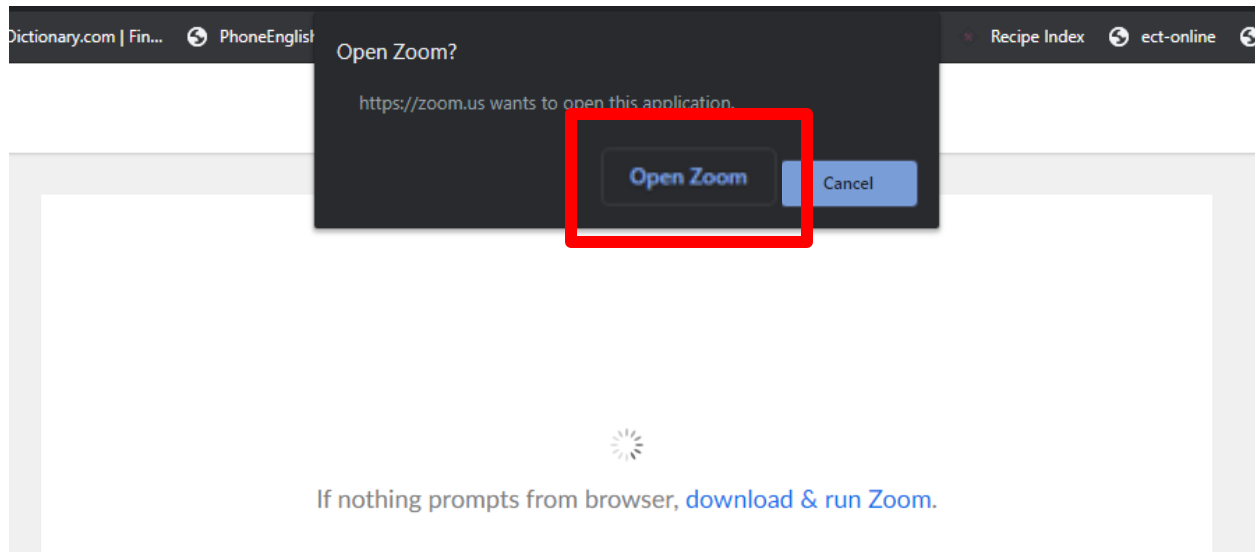 Dictionary.com | Fin... PhoneEnglish Recipe Index ect-online
Open Zoom?
https://zoom.us wants to open this application.
Open Zoom Cancel
If nothing prompts from browser, download & run Zoom.